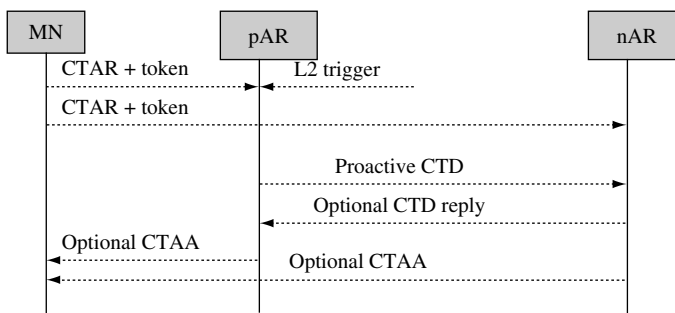 MN
pAR
nAR
CTAR + token
L2 trigger
CTAR + token
Proactive CTD
Optional CTD reply
Optional CTAA
Optional CTAA